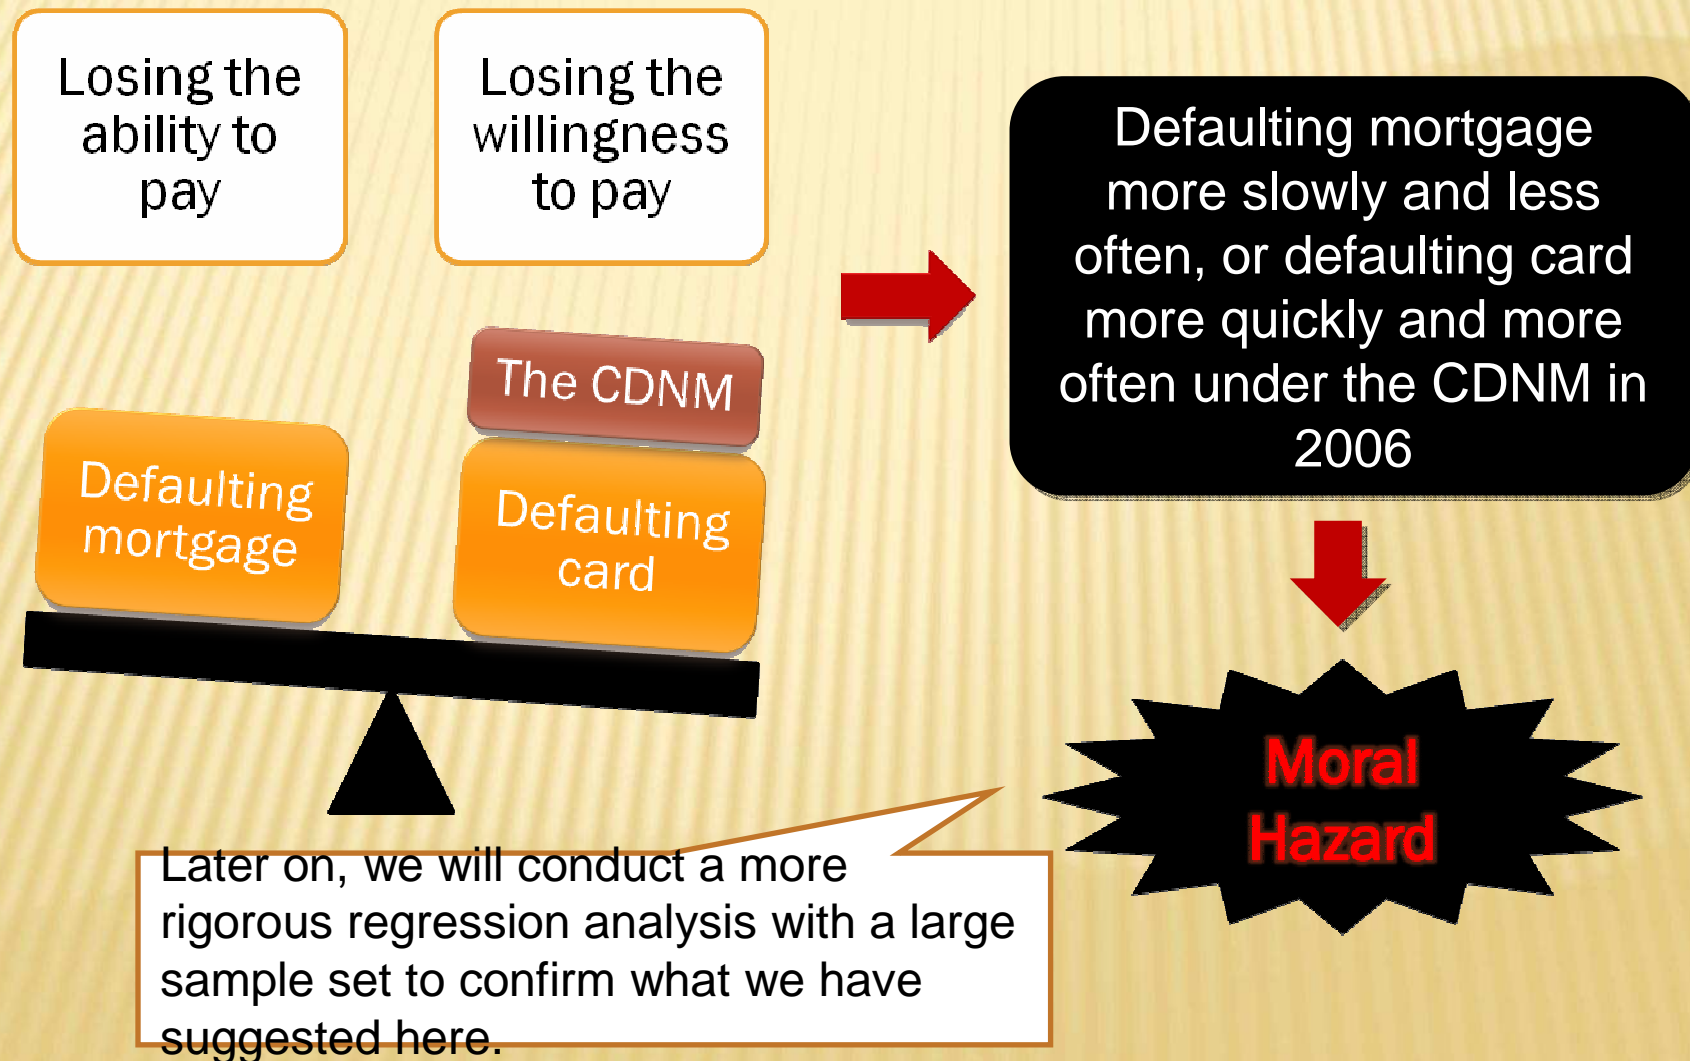 Losing the
ability to
pay
Losing the
willingness
to pay
The CDNM
Defaulting
mortgage
Defaulting
card
Defaulting mortgage
more slowly and less
often, or defaulting card
more quickly and more
often under the CDNM in
2006
Moral
Hazard
Later on, we will conduct a more
rigorous regression analysis with a large
sample set to confirm what we have
suggested here.